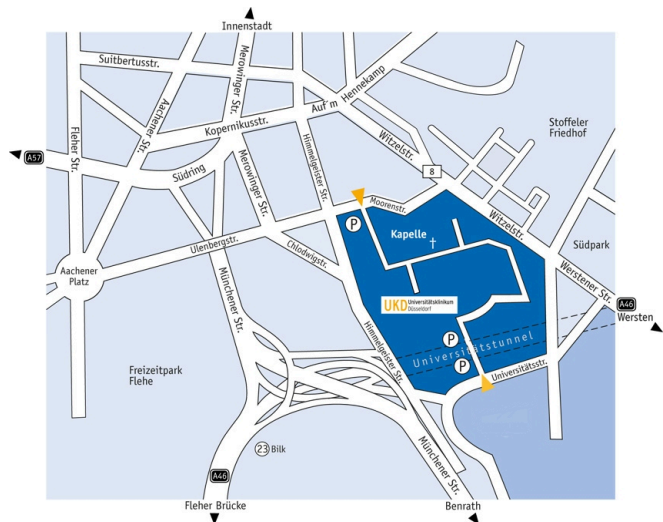 Innenstadt
Suitbertusstr.
Merowinger Str.
Auf'm Hennekamp
Aachener Str.
Kopernikusstr.
Fleher Str.
Stoffeler
Friedhof
Witzelstr.
A57
Himmelgeister Str.
Merowinger Str.
Südring
8
Moorenstr.
P
Kapelle
Witzelstr.
Ulenbergstr.
Chlodwigstr.
Südpark
Aachener
Platz
Münchener Str.
Werstener Str.
A46
Wersten
UKD Universitätsklinikum
Düsseldorf
Himmelgeister Str.
P
Universitätstunnel
P
Universitätsstr.
Freizeitpark
Flehe
23 Bilk
Münchener Str.
A46
Fleher Brücke
Benrath